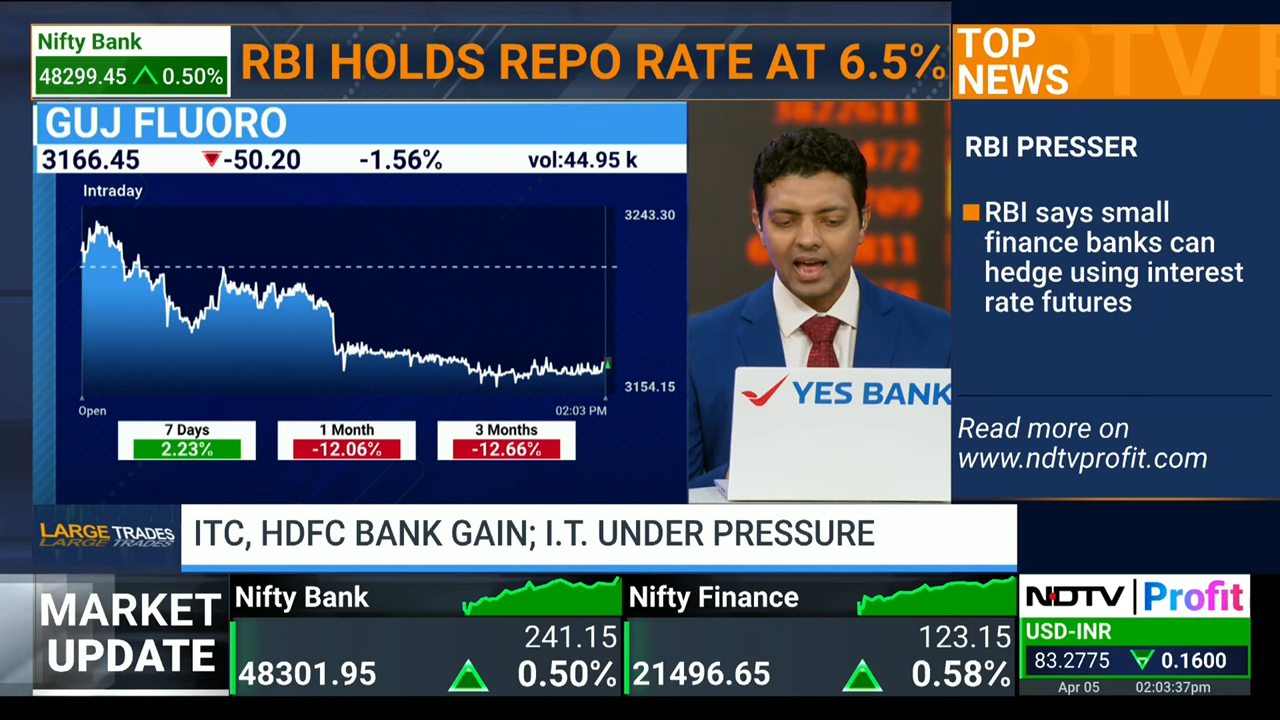 Nifty Bank
48299.45 0.50%
RBI HOLDS REPO RATE AT 6.5%
TOP
NEWS
GUJ FLUORO
3166.45 -50.20 -1.56% vol:44.95 k
Intraday
3243.30
3154.15
Open 02:03 PM
7 Days 1 Month 3 Months
2.23% -12.06% -12.66%
YES BANK
RBI PRESSER
RBI says small
finance banks can
hedge using interest
rate futures
Read more on
www.ndtvprofit.com
LARGE TRADES
ITC, HDFC BANK GAIN; I.T. UNDER PRESSURE
MARKET
UPDATE
Nifty Bank
241.15
48301.95 0.50%
Nifty Finance
123.15
21496.65 0.58%
NDTV Profit
USD-INR
83.2775 0.1600
Apr 05 02:03:37pm